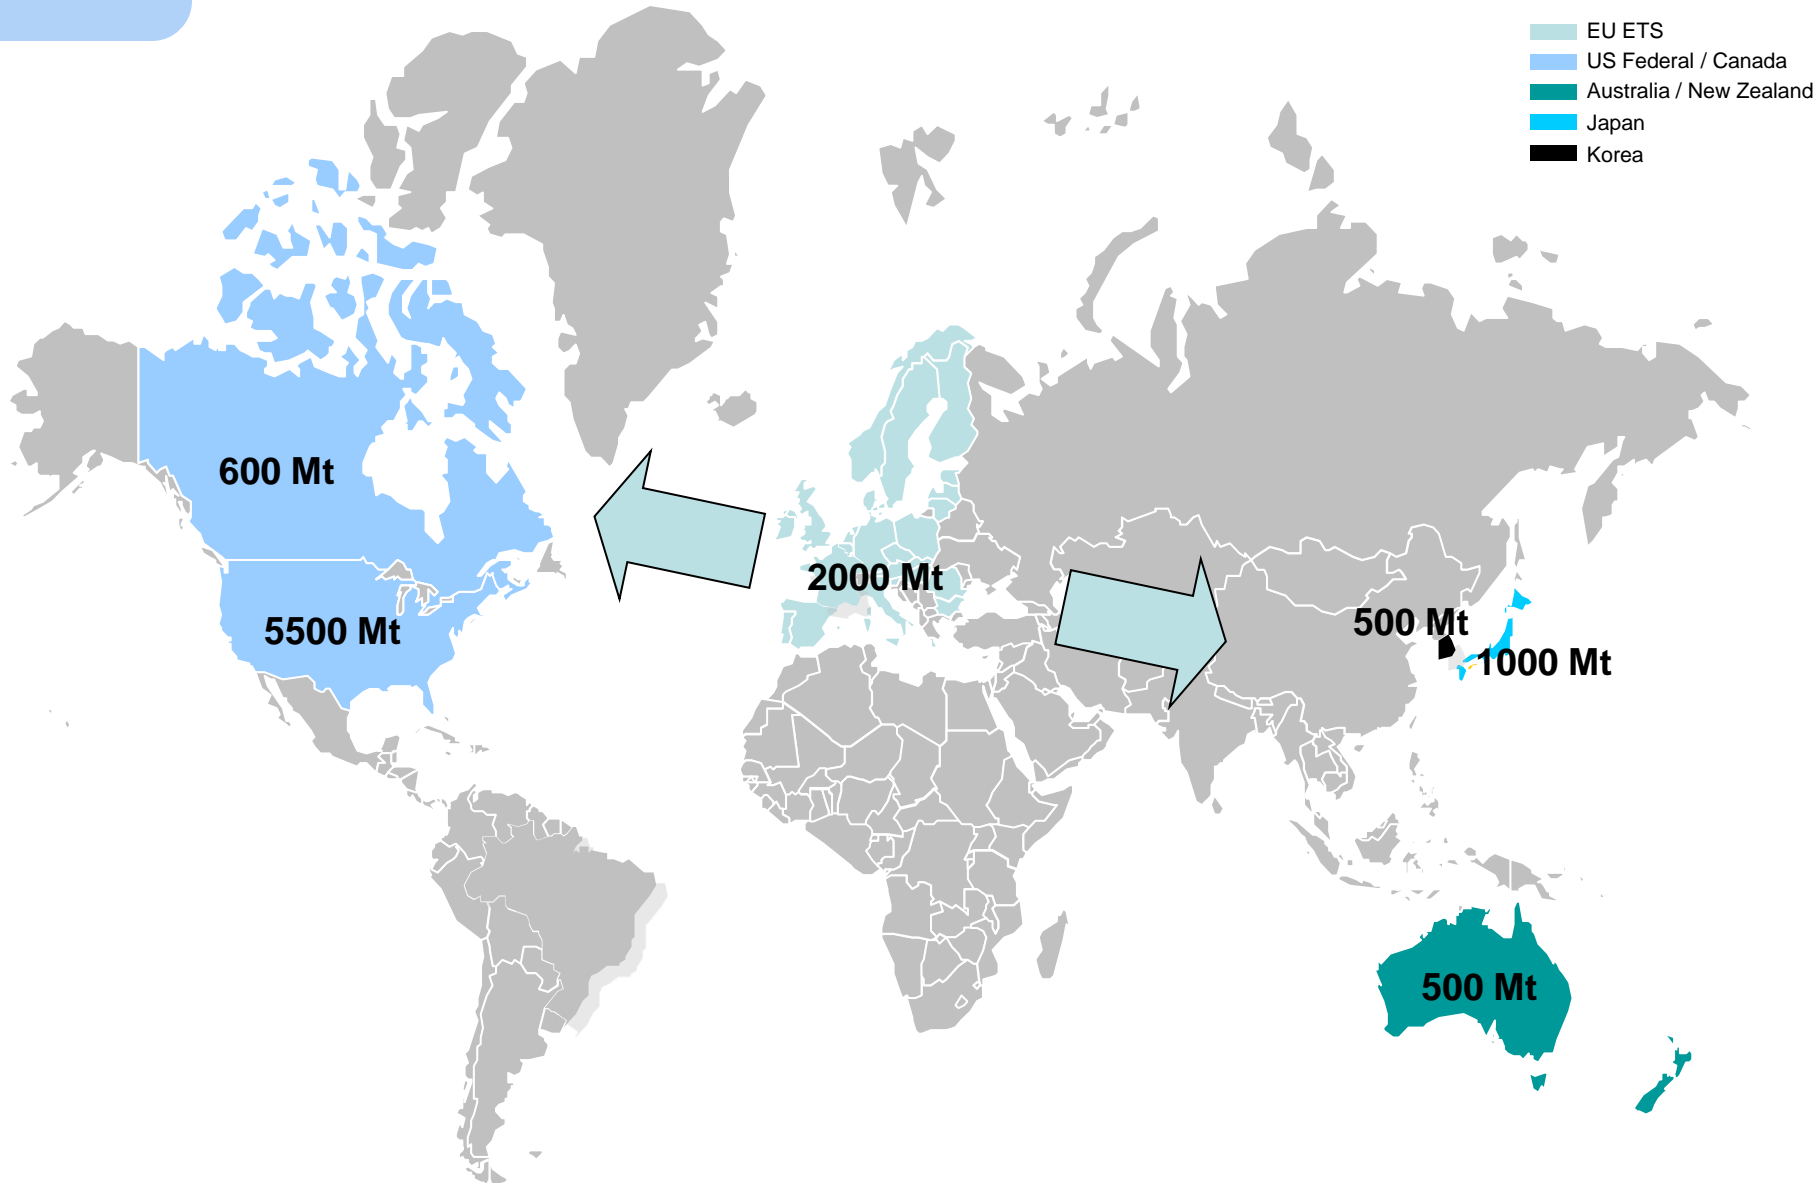 EU ETS
US Federal / Canada
Australia / New Zealand
Japan
Korea
600 Mt
2000 Mt
5500 Mt
500 Mt
1000 Mt
500 Mt